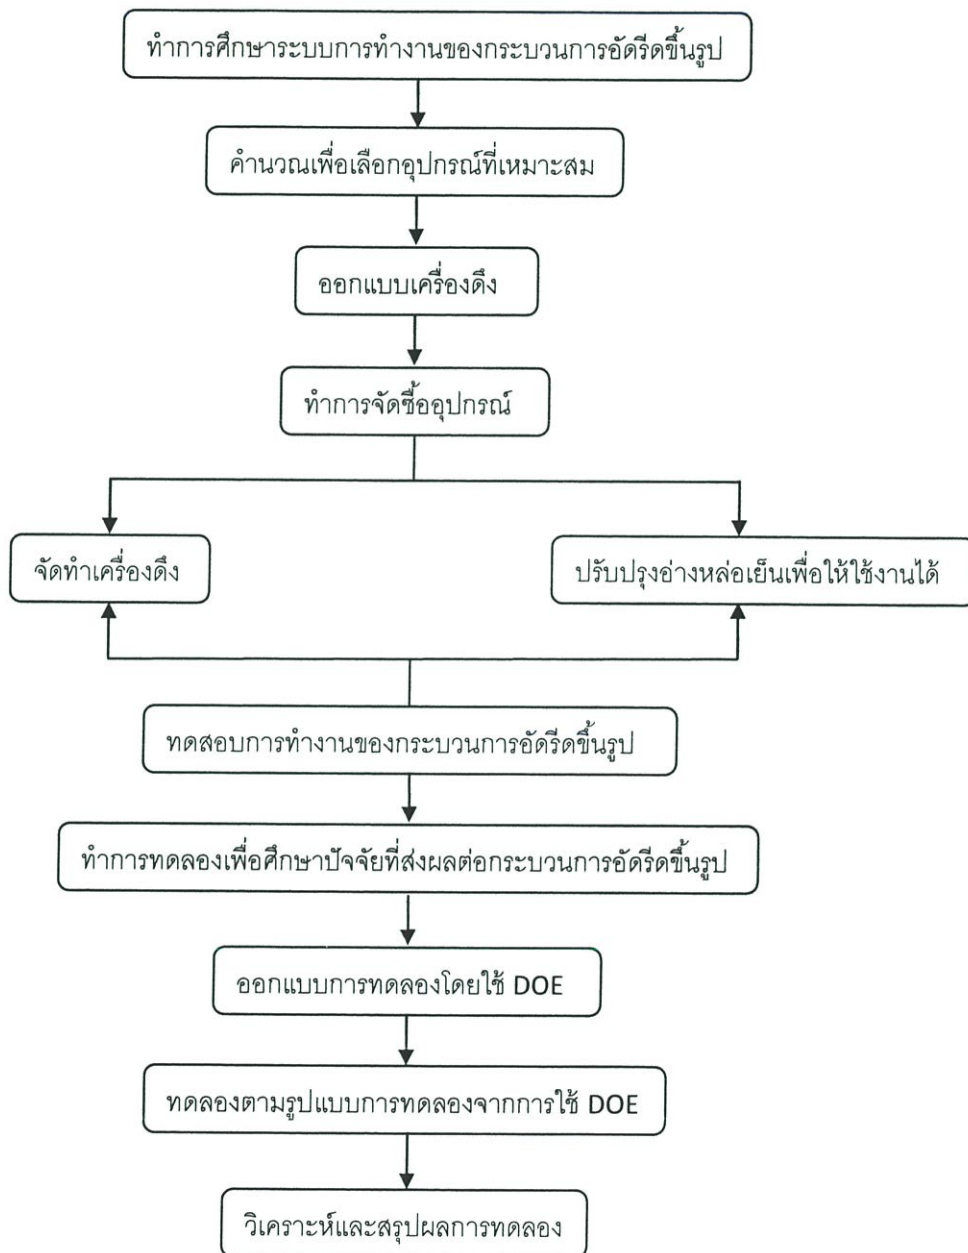 ทำการศึกษาระบบการทำงานของกระบวนการอัดรีดขึ้นรูป
คำนวณเพื่อเลือกอุปกรณ์ที่เหมาะสม
ออกแบบเครื่องดึง
ทำการจัดซื้ออุปกรณ์
จัดทำเครื่องดึง
ปรับปรุงอ่างหล่อเย็นเพื่อให้ใช้งานได้
ทดสอบการทำงานของกระบวนการอัดรีดขึ้นรูป
ทำการทดลองเพื่อศึกษาปัจจัยที่ส่งผลต่อกระบวนการอัดรีดขึ้นรูป
ออกแบบการทดลองโดยใช้ DOE
ทดลองตามรูปแบบการทดลองจากการใช้ DOE
วิเคราะห์และสรุปผลการทดลอง